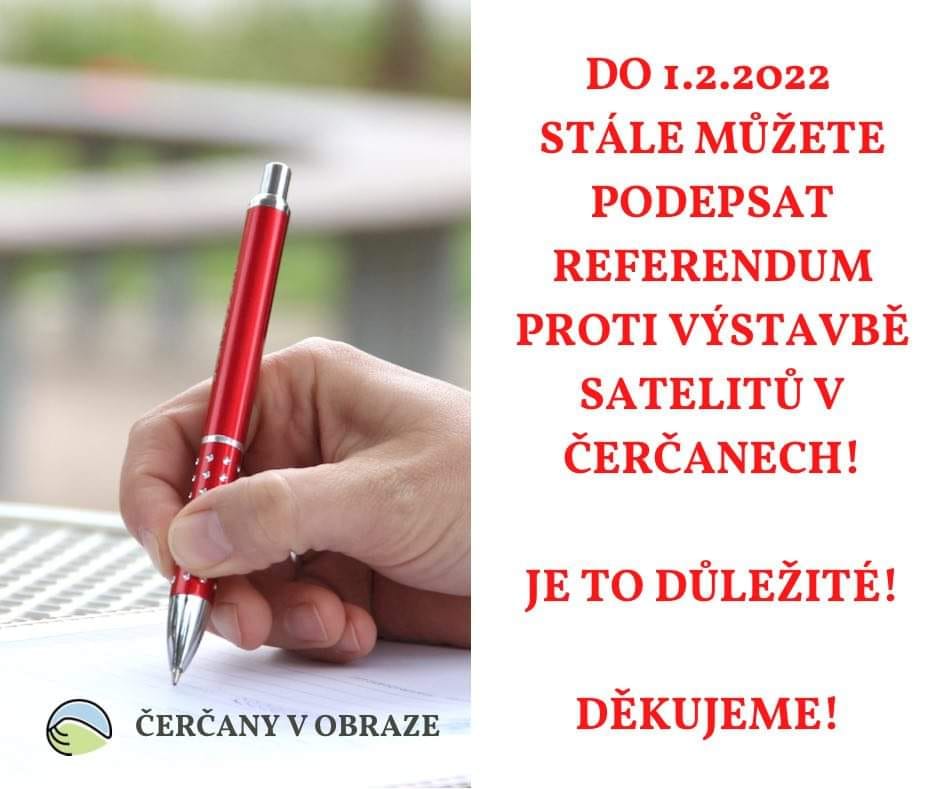 DO 1.2.2022
STÁLE MŮŽETE
PODEPSAT
REFERENDUM
PROTI VÝSTAVBĚ
SATELITŮ V
ČERČANECH!
JE TO DŮLEŽITÉ!
DĚKUJEME!
ČERČANY V OBRAZE